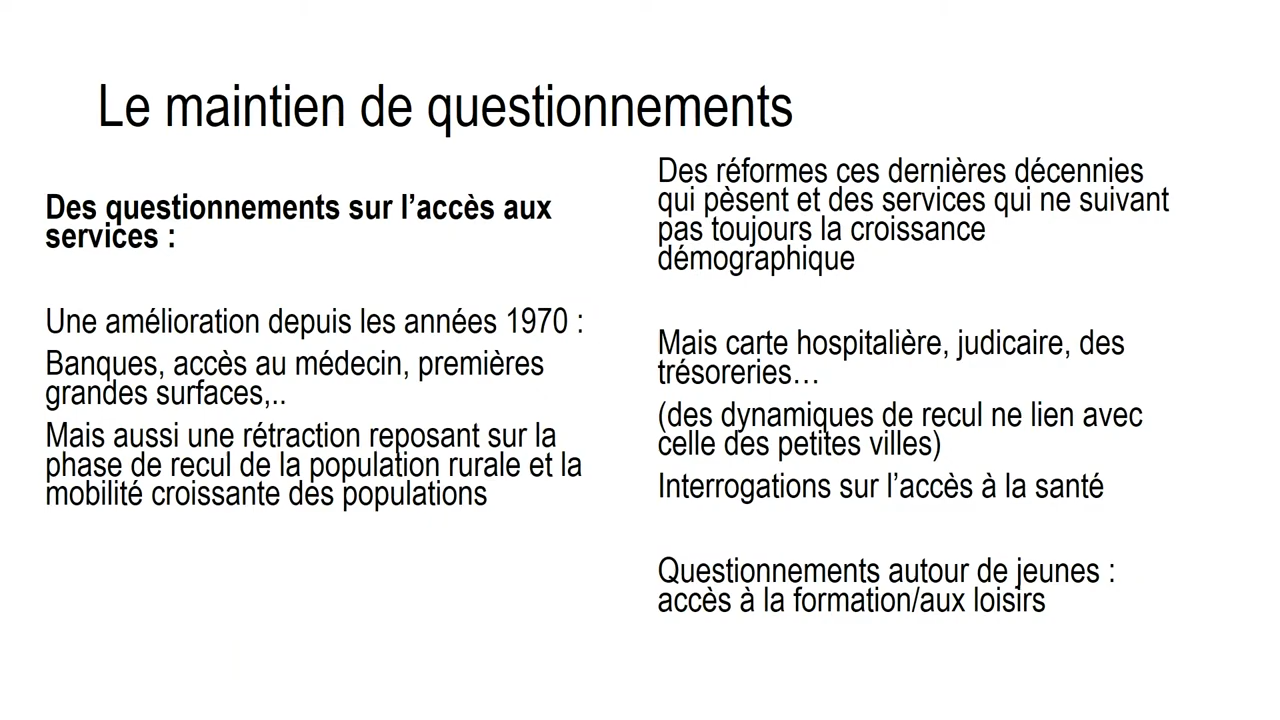 Le maintien de questionnements
Des questionnements sur l’accès aux
services :
Une amélioration depuis les années 1970 :
Banques, accès au médecin, premières
grandes surfaces,..
Mais aussi une rétraction reposant sur la
phase de recul de la population rurale et la
mobilité croissante des populations
Des réformes ces dernières décennies
qui pèsent et des services qui ne suivant
pas toujours la croissance
démographique
Mais carte hospitalière, judicaire, des
trésoreries…
(des dynamiques de recul ne lien avec
celle des petites villes)
Interrogations sur l’accès à la santé
Questionnements autour de jeunes :
accès à la formation/aux loisirs